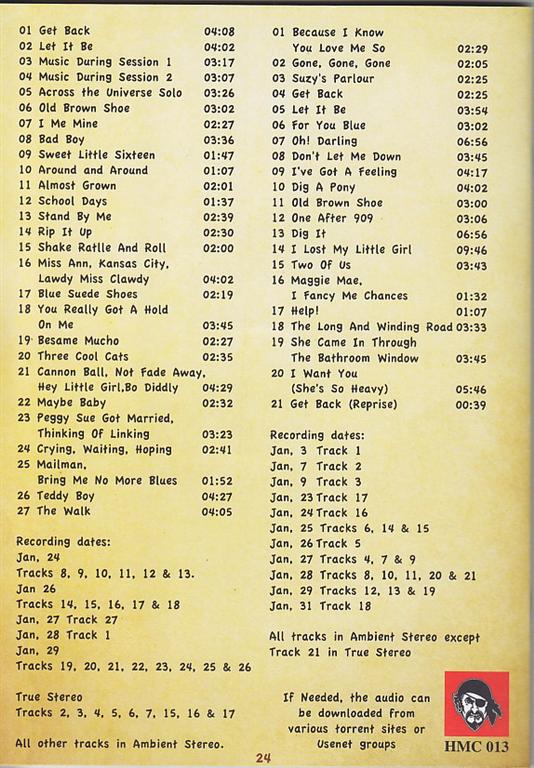 01 Get Back 04:08
02 Let It Be 04:02
03 Music During Session 1 03:17
04 Music During Session 2 03:07
05 Across the Universe Solo 03:26
06 Old Brown Shoe 03:02
07 I Me Mine 02:27
08 Bad Boy 03:36
09 Sweet Little Sixteen 01:47
10 Around and Around 01:07
11 Almost Grown 02:01
12 School Days 01:37
13 Stand By Me 02:39
14 Rip It Up 02:30
15 Shake Ratlle And Roll 02:00
16 Miss Ann, Kansas City,
Lawdy Miss Clawdy 04:02
17 Blue Suede Shoes 02:19
18 You Really Got A Hold
On Me 03:45
19 Besame Mucho 02:27
20 Three Cool Cats 02:35
21 Cannon Ball, Not Fade Away,
Hey Little Girl,Bo Diddly 04:29
22 Maybe Baby 02:32
23 Peggy Sue Got Married,
Thinking Of Linking 03:23
24 Crying, Waiting, Hoping 02:41
25 Mailman,
Bring Me No More Blues 01:52
26 Teddy Boy 04:27
27 The Walk 04:05
Recording dates:
Jan, 24
Tracks 8, 9, 10, 11, 12 & 13.
Jan 26
Tracks 14, 15, 16, 17 & 18
Jan, 27 Track 27
Jan, 28 Track 1
Jan, 29
Tracks 19, 20, 21, 22, 23, 24, 25 & 26
True Stereo
Tracks 2, 3, 4, 5, 6, 7, 15, 16 & 17
All other tracks in Ambient Stereo.
01 Because I Know
You Love Me So 02:29
02 Gone, Gone, Gone 02:05
03 Suzy's Parlour 02:25
04 Get Back 02:25
05 Let It Be 03:54
06 For You Blue 03:02
07 Oh! Darling 06:56
08 Don't Let Me Down 03:45
09 I've Got A Feeling 04:17
10 Dig A Pony 04:02
11 Old Brown Shoe 03:00
12 One After 909 03:06
13 Dig It 06:56
14 I Lost My Little Girl 09:46
15 Two Of Us 03:43
16 Maggie Mae,
I Fancy Me Chances 01:32
17 Help! 01:07
18 The Long And Winding Road 03:33
19 She Came In Through
The Bathroom Window 03:45
20 I Want You
(She's So Heavy) 05:46
21 Get Back (Reprise) 00:39
Recording dates:
Jan, 3 Track 1
Jan, 7 Track 2
Jan, 9 Track 3
Jan, 23 Track 17
Jan, 24 Track 16
Jan, 25 Tracks 6, 14 & 15
Jan, 26 Track 5
Jan, 27 Tracks 4, 7 & 9
Jan, 28 Tracks 8, 10, 11, 20 & 21
Jan, 29 Tracks 12, 13 & 19
Jan, 31 Track 18
All tracks in Ambient Stereo except
Track 21 in True Stereo
If Needed, the audio can
be downloaded from
various torrent sites or
Usenet groups
HMC 013
24